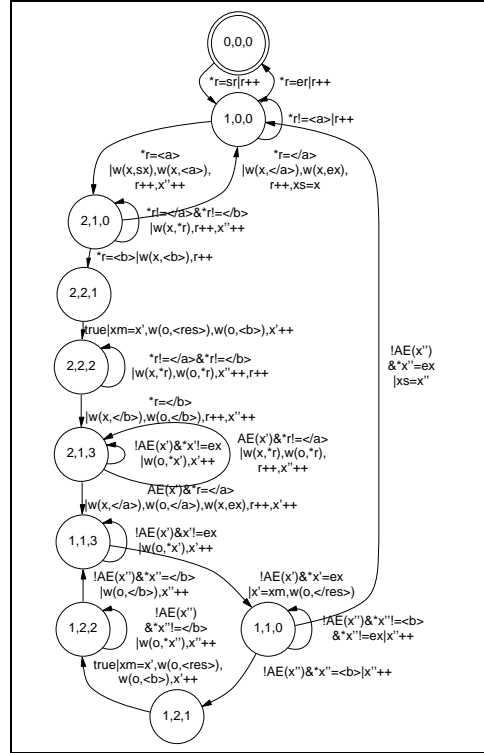 0,0,0
*r=sr|r++
*r=er|r++
1,0,0
*r!=<a>|r++
*r=<a>
|w(x,sx),w(x,<a>),
r++,x''++
*r=</a>
|w(x,</a>),w(x,ex),
r++,xs=x
2,1,0
*r!=</a>&*r!=</b>
|w(x,*r),r++,x''++
*r=<b>|w(x,<b>),r++
2,2,1
true|xm=x',w(o,<res>),w(o,<b>),x'++
!AE(x'')
&*x''=ex
|xs=x''
2,2,2
*r!=</a>&*r!=</b>
|w(x,*r),w(o,*r),x''++,r++
*r=</b>
|w(x,</b>),w(o,</b>),r++,x''++
2,1,3
!AE(x')&*x'!=ex
|w(o,*x'),x'++
AE(x')&*r!=</a>
|w(x,*r),w(o,*r),
r++,x''++
AE(x')&*r=</a>
|w(x,</a>),w(o,</a>),w(x,ex),r++,x'++
1,1,3
!AE(x')&x'!=ex
|w(o,*x'),x'++
!AE(x'')&*x''=</b>
|w(o,</b>),x''++
!AE(x')&*x'=ex
|x'=xm,w(o,</res>)
1,2,2
!AE(x'')
&*x''!=</b>
|w(o,*x''),x''++
1,1,0
!AE(x'')&*x''!=<b>
&*x''!=ex|x''++
true|xm=x',w(o,<res>),
w(o,<b>),x'++
!AE(x'')&*x''=<b>|x''++
1,2,1